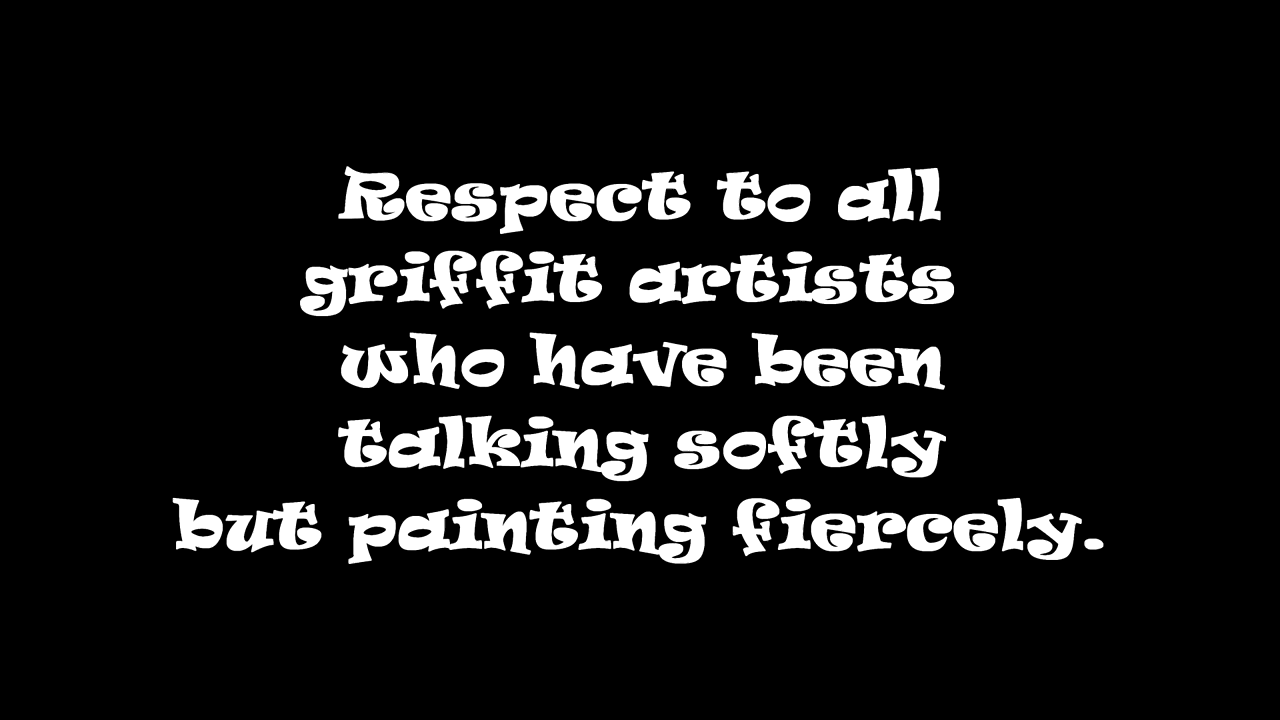 Respect to all
griffit artists
who have been
talking softly
but painting fiercely.